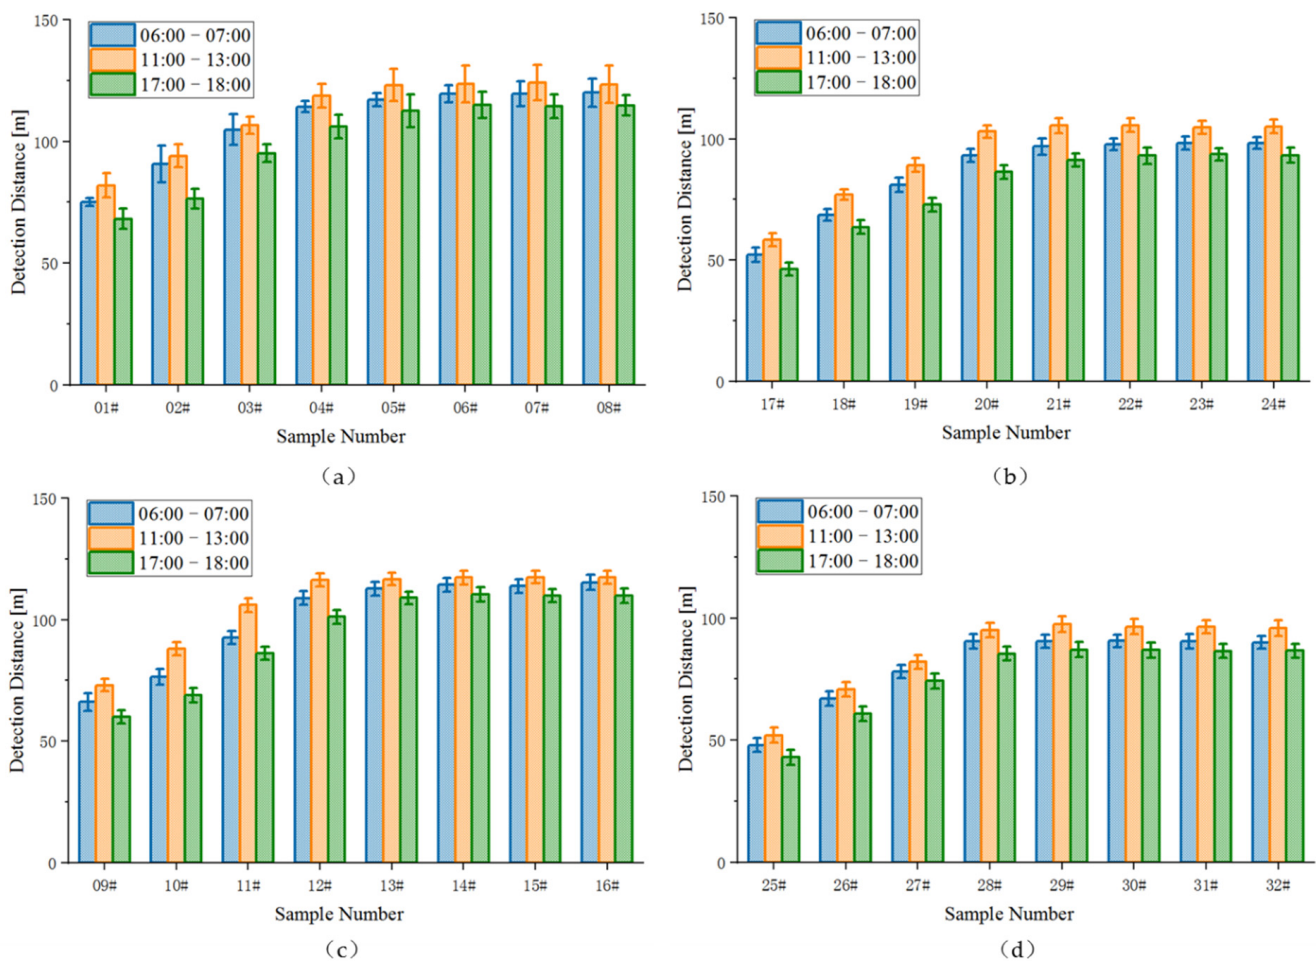 150
100
50
0
Detection Distance [m]
06:00 − 07:00
11:00 − 13:00
17:00 − 18:00
01# 02# 03# 04# 05# 06# 07# 08#
Sample Number
(a)
150
100
50
0
Detection Distance [m]
06:00 − 07:00
11:00 − 13:00
17:00 − 18:00
17# 18# 19# 20# 21# 22# 23# 24#
Sample Number
(b)
150
100
50
0
Detection Distance [m]
06:00 − 07:00
11:00 − 13:00
17:00 − 18:00
09# 10# 11# 12# 13# 14# 15# 16#
Sample Number
(c)
150
100
50
0
Detection Distance [m]
06:00 − 07:00
11:00 − 13:00
17:00 − 18:00
25# 26# 27# 28# 29# 30# 31# 32#
Sample Number
(d)